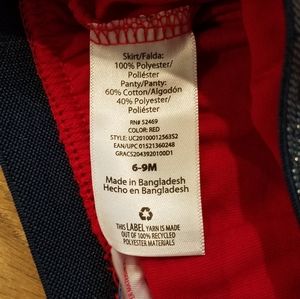 Skirt/Falda:
100% Polyester/
Poliéster
Panty/Panty:
60% Cotton/Algodón
40% Polyester/
Poliéster
RN# 52469
COLOR: RED
STYLE: UC20100012563S2
EAN/UPC 01521360248
GRACS2043920100D1
6-9M
Made in Bangladesh
Hecho en Bangladesh
THIS LABEL YARN IS MADE
OUT OF 100% RECYCLED
POLYESTER MATERIALS